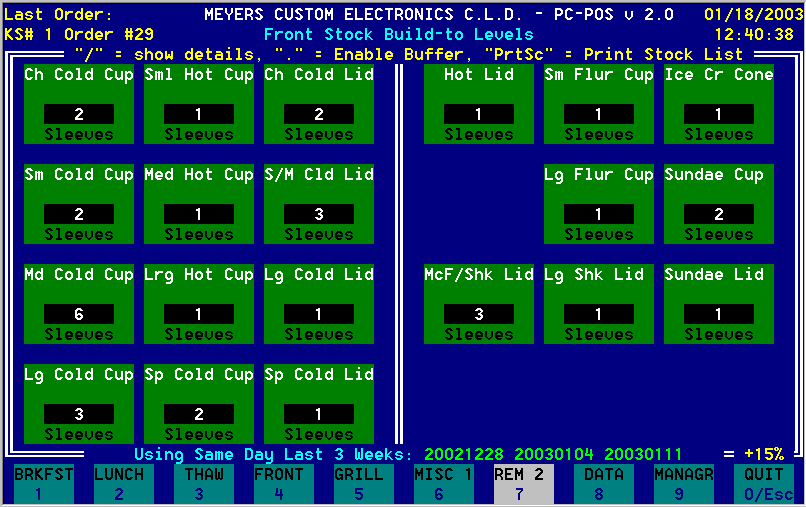 Last Order: MEYERS CUSTOM ELECTRONICS C.L.D. - PC-POS v 2.0 01/18/2003
KS# 1 Order #29 Front Stock Build-to Levels 12:40:38
"/" = show details, "." = Enable Buffer, "PrtSc" = Print Stock List
Ch Cold Cup Sml Hot Cup Ch Cold Lid Hot Lid Sm Flur Cup Ice Cr Cone
2 1 2 1 1 1
Sleeves Sleeves Sleeves Sleeves Sleeves Sleeves
Sm Cold Cup Med Hot Cup S/M Cld Lid Lg Flur Cup Sundae Cup
2 1 3 1 2
Sleeves Sleeves Sleeves Sleeves Sleeves
Md Cold Cup Lrg Hot Cup Lg Cold Lid McF/Shk Lid Lg Shk Lid Sundae Lid
6 1 1 3 1 1
Sleeves Sleeves Sleeves Sleeves Sleeves Sleeves
Lg Cold Cup Sp Cold Cup Sp Cold Lid
3 2 1
Sleeves Sleeves Sleeves
Using Same Day Last 3 Weeks: 20021228 20030104 20030111 = +15%
BRKFST LUNCH THAW FRONT GRILL MISC 1 REM 2 DATA MANAGR QUIT
1 2 3 4 5 6 7 8 9 0/Esc